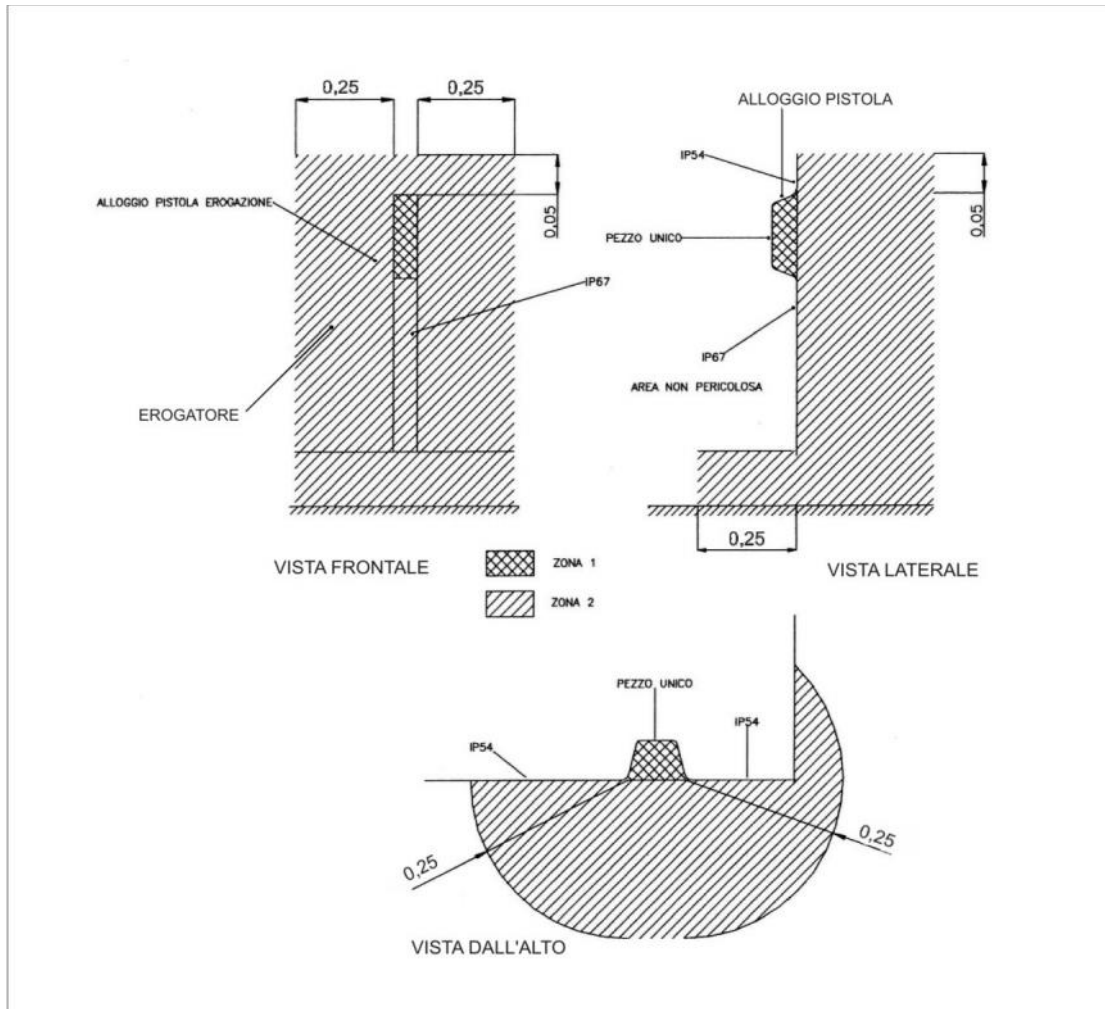 0,25
0,25
ALLOGGIO PISTOLA
IP54
0,05
0,05
ALLOGGIO PISTOLA EROGAZIONE
PEZZO UNICO
IP67
IP67
AREA NON PERICOLOSA
EROGATORE
0,25
VISTA FRONTALE
ZONA 1
VISTA LATERALE
ZONA 2
PEZZO UNICO
IP54
IP54
0,25
0,25
VISTA DALL'ALTO